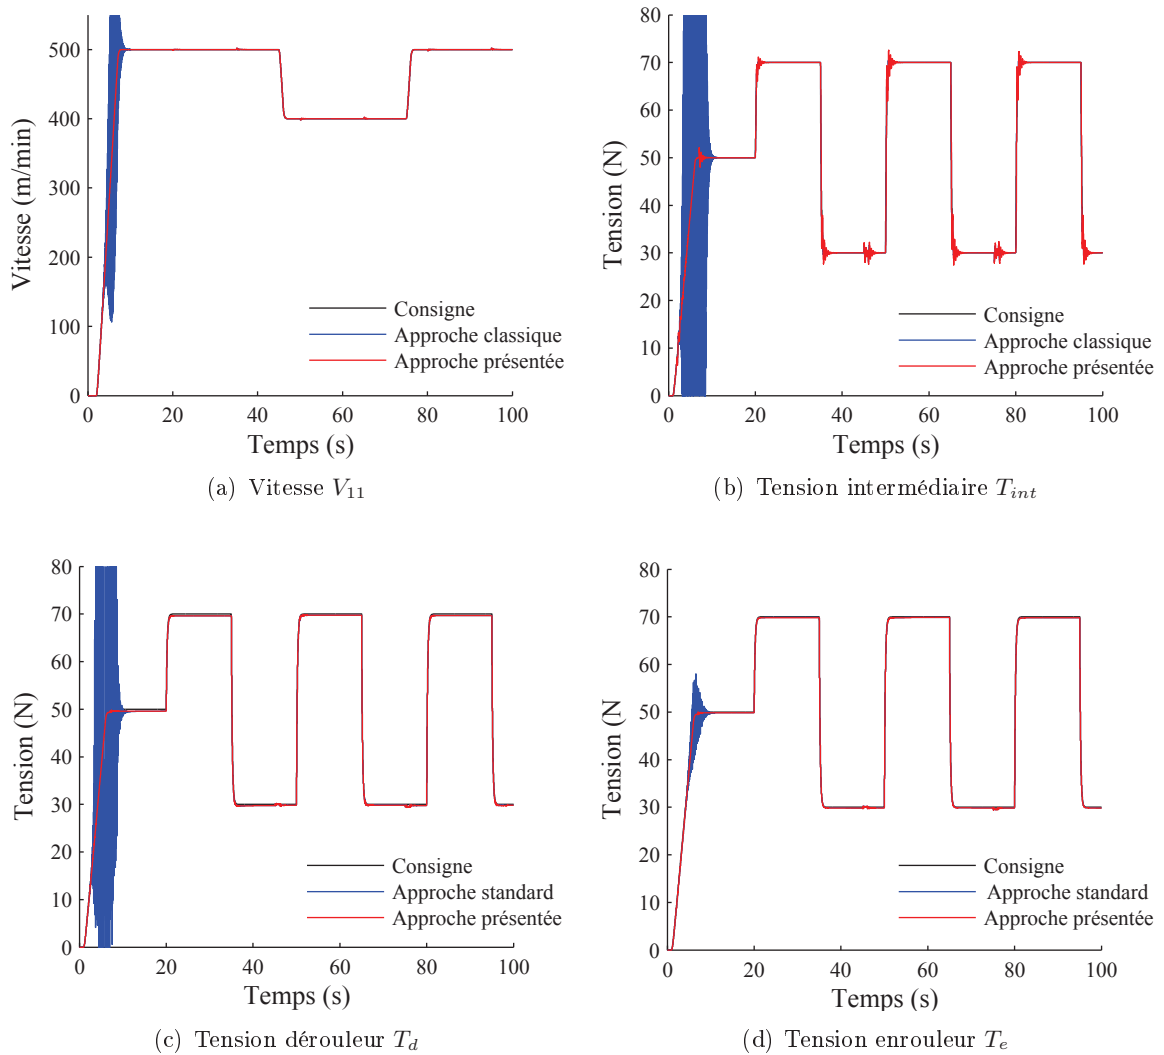 Vitesse (m/min)
500
400
300
200
100
0
0 20 40 60 80 100
Temps (s)
Consigne
Approche classique
Approche présentée
(a) Vitesse V11
Tension (N)
80
70
60
50
40
30
20
10
0
0 20 40 60 80 100
Temps (s)
Consigne
Approche classique
Approche présentée
(b) Tension intermédiaire Tint
Tension (N)
80
70
60
50
40
30
20
10
0
0 20 40 60 80 100
Temps (s)
Consigne
Approche standard
Approche présentée
(c) Tension dérouleur Td
Tension (N
80
70
60
50
40
30
20
10
0
0 20 40 60 80 100
Temps (s)
Consigne
Approche standard
Approche présentée
(d) Tension enrouleur Te